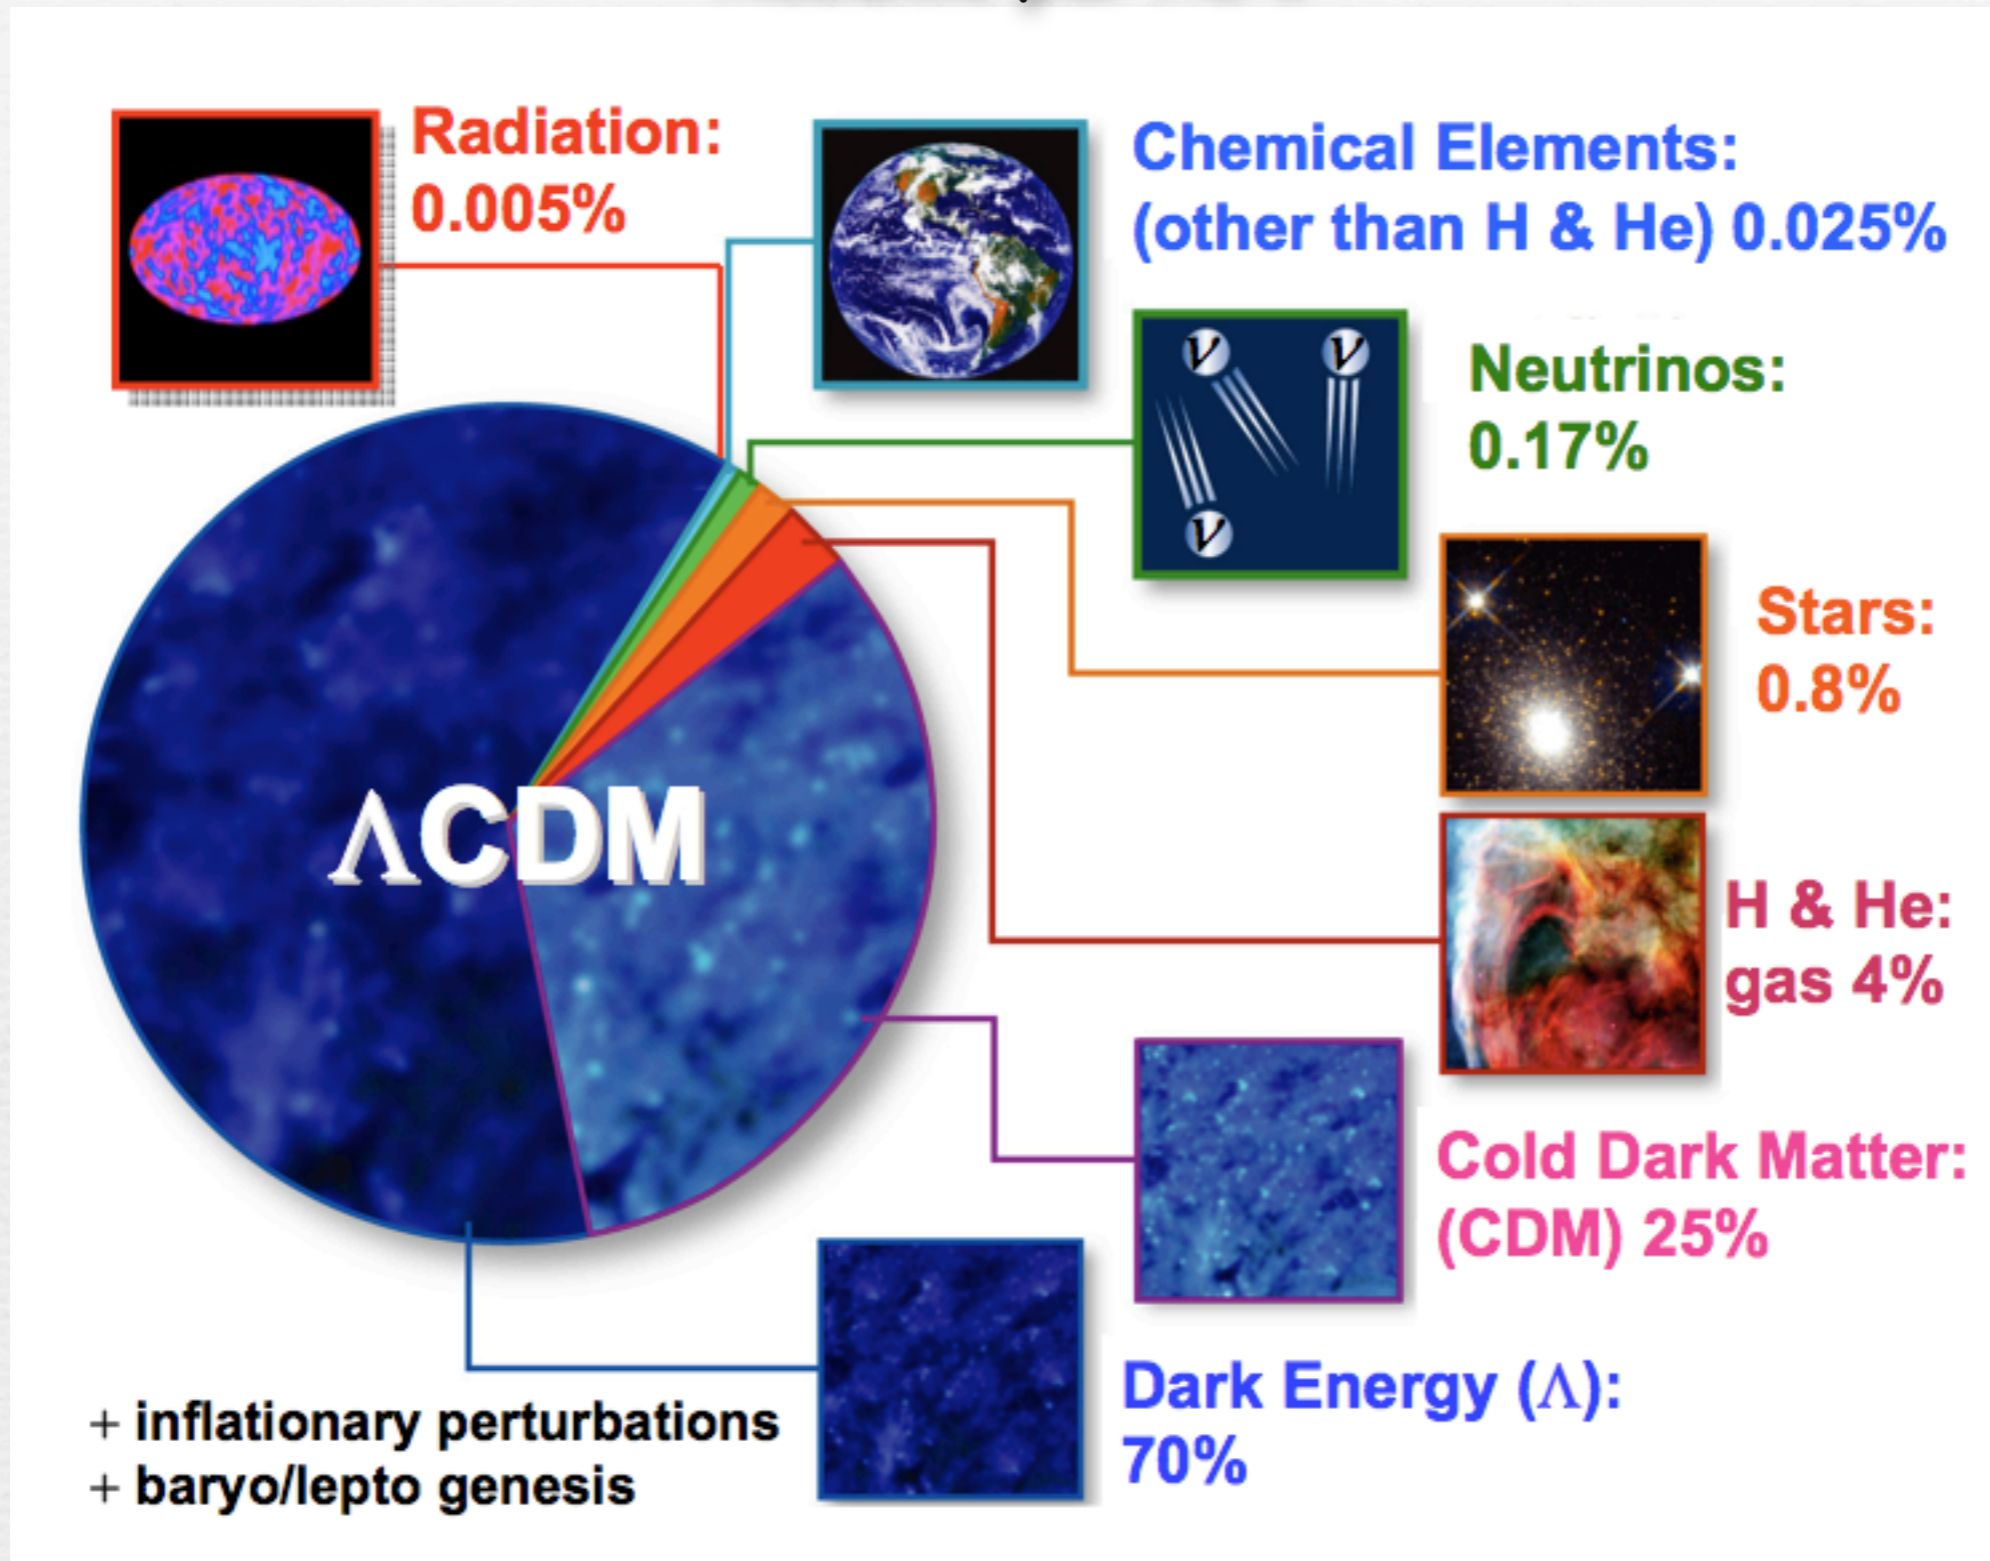 Radiation:
0.005%
Chemical Elements:
(other than H & He) 0.025%
ν
ν
ν
Neutrinos:
0.17%
Stars:
0.8%
H & He:
gas 4%
ΛCDM
Cold Dark Matter:
(CDM) 25%
Dark Energy (Λ):
70%
+ inflationary perturbations
+ baryo/lepto genesis